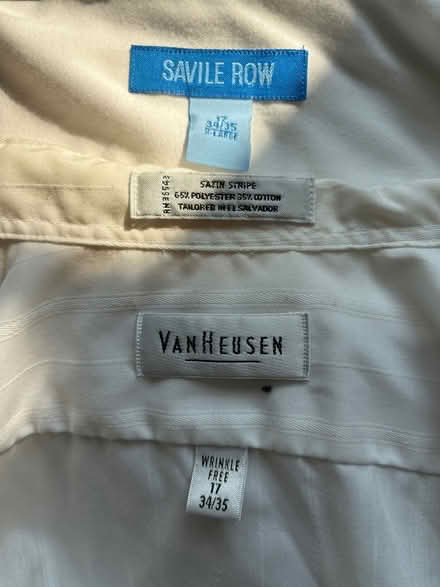 SAVILE ROW
17
34/35
X-LARGE
RM35543
SATIN STRIPE
65% POLYESTER 35% COTTON
TAILORED IN EL SALVADOR
VANHEUSEN
WRINKLE
FREE
17
34/35